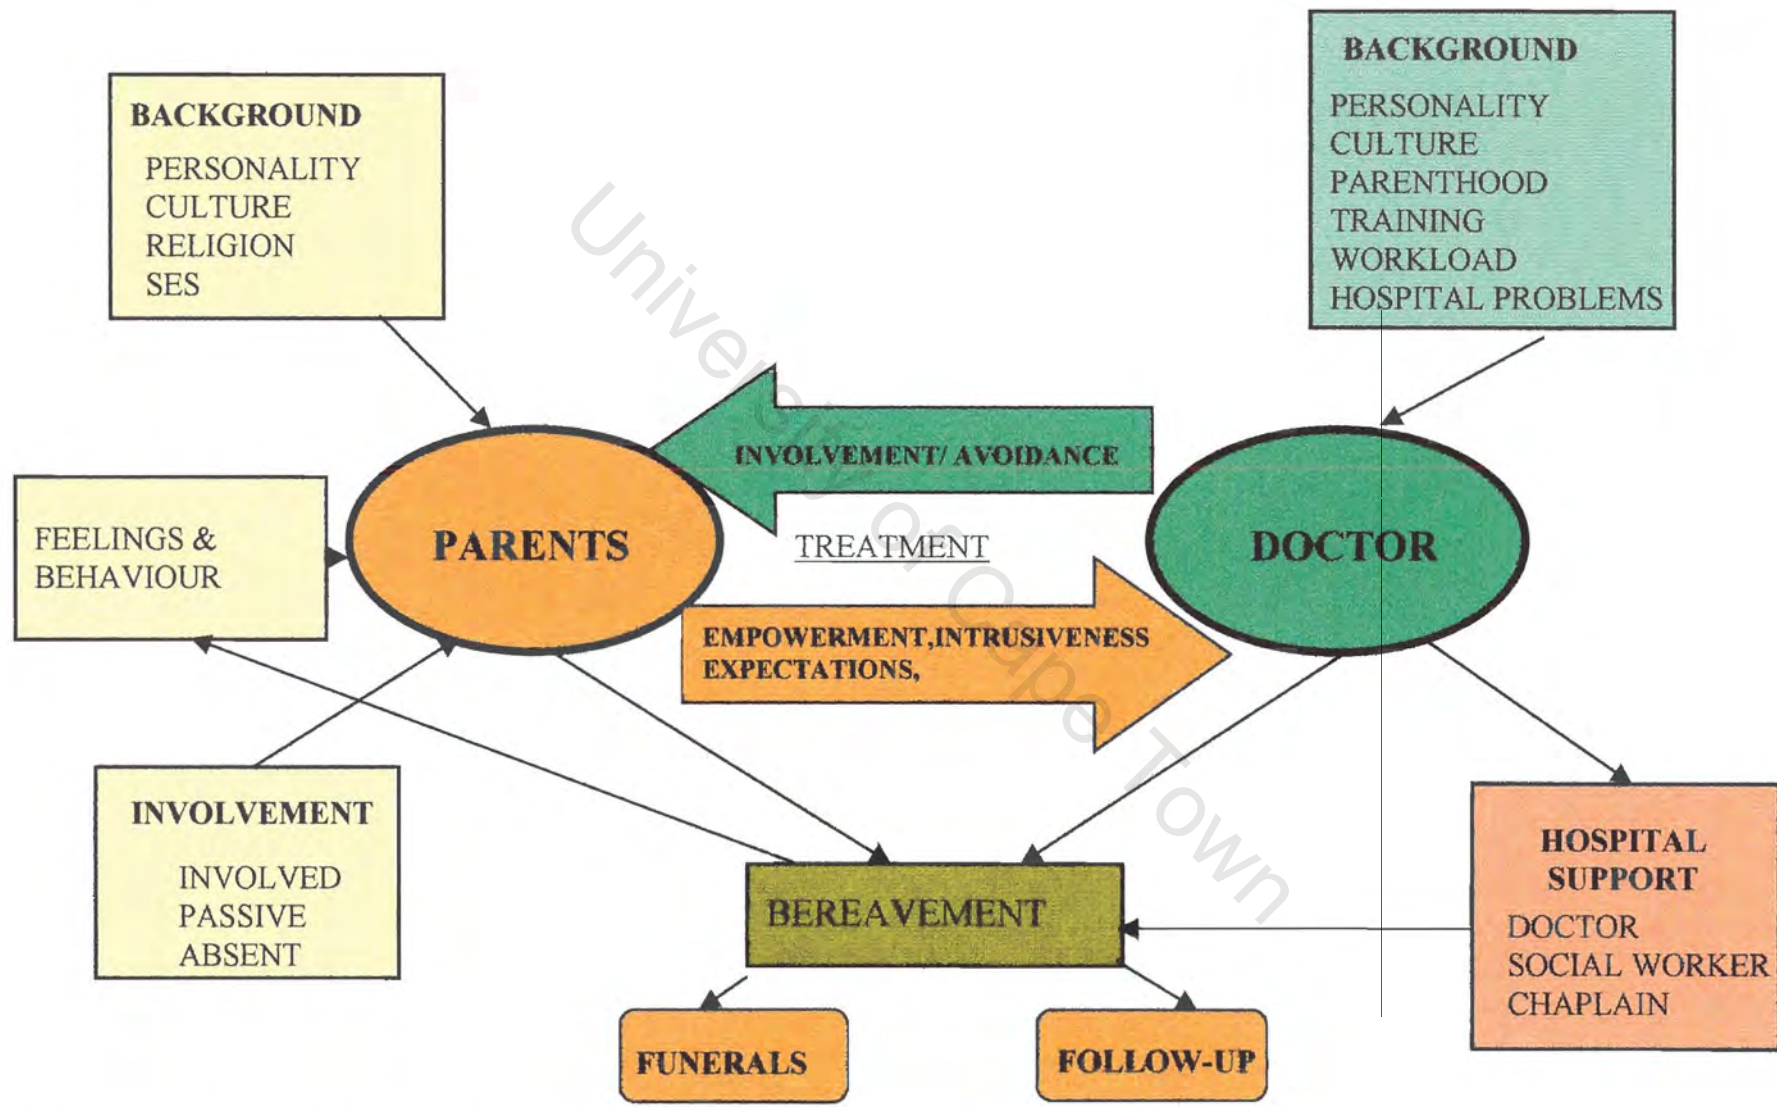 BACKGROUND
PERSONALITY
CULTURE
RELIGION
SES
BACKGROUND
PERSONALITY
CULTURE
PARENTHOOD
TRAINING
WORKLOAD
HOSPITAL PROBLEMS
INVOLVEMENT/ AVOIDANCE
FEELINGS &
BEHAVIOUR
PARENTS
TREATMENT
DOCTOR
EMPOWERMENT,INTRUSIVENESS
EXPECTATIONS,
INVOLVEMENT
INVOLVED
PASSIVE
ABSENT
BEREAVEMENT
HOSPITAL
SUPPORT
DOCTOR
SOCIAL WORKER
CHAPLAIN
FUNERALS
FOLLOW-UP
University of Cape Town